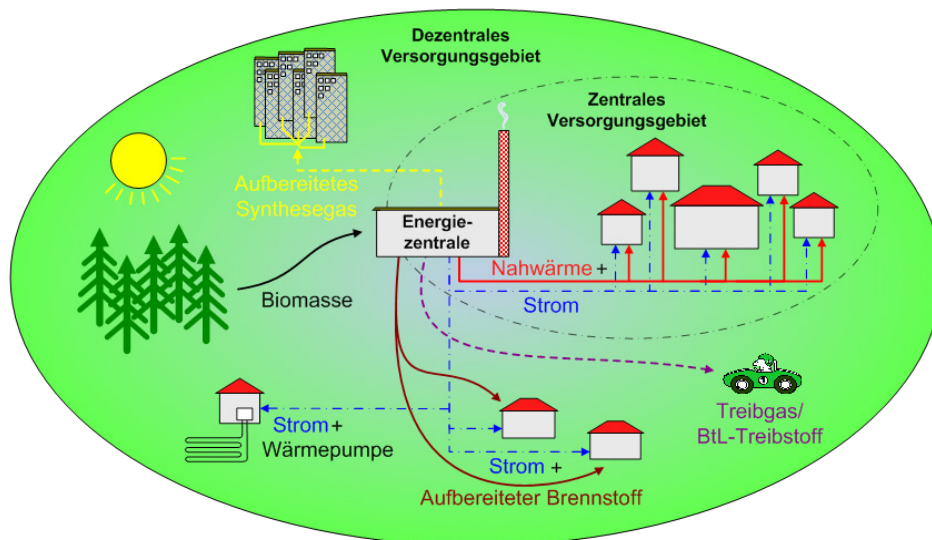 Dezentrales
Versorgungsgebiet
Zentrales
Versorgungsgebiet
Aufbereitetes
Synthesegas
Energie-
zentrale
Biomasse
Nahwärme +
Strom
Treibgas/
BtL-Treibstoff
Strom +
Wärmepumpe
Strom +
Aufbereiteter Brennstoff
1